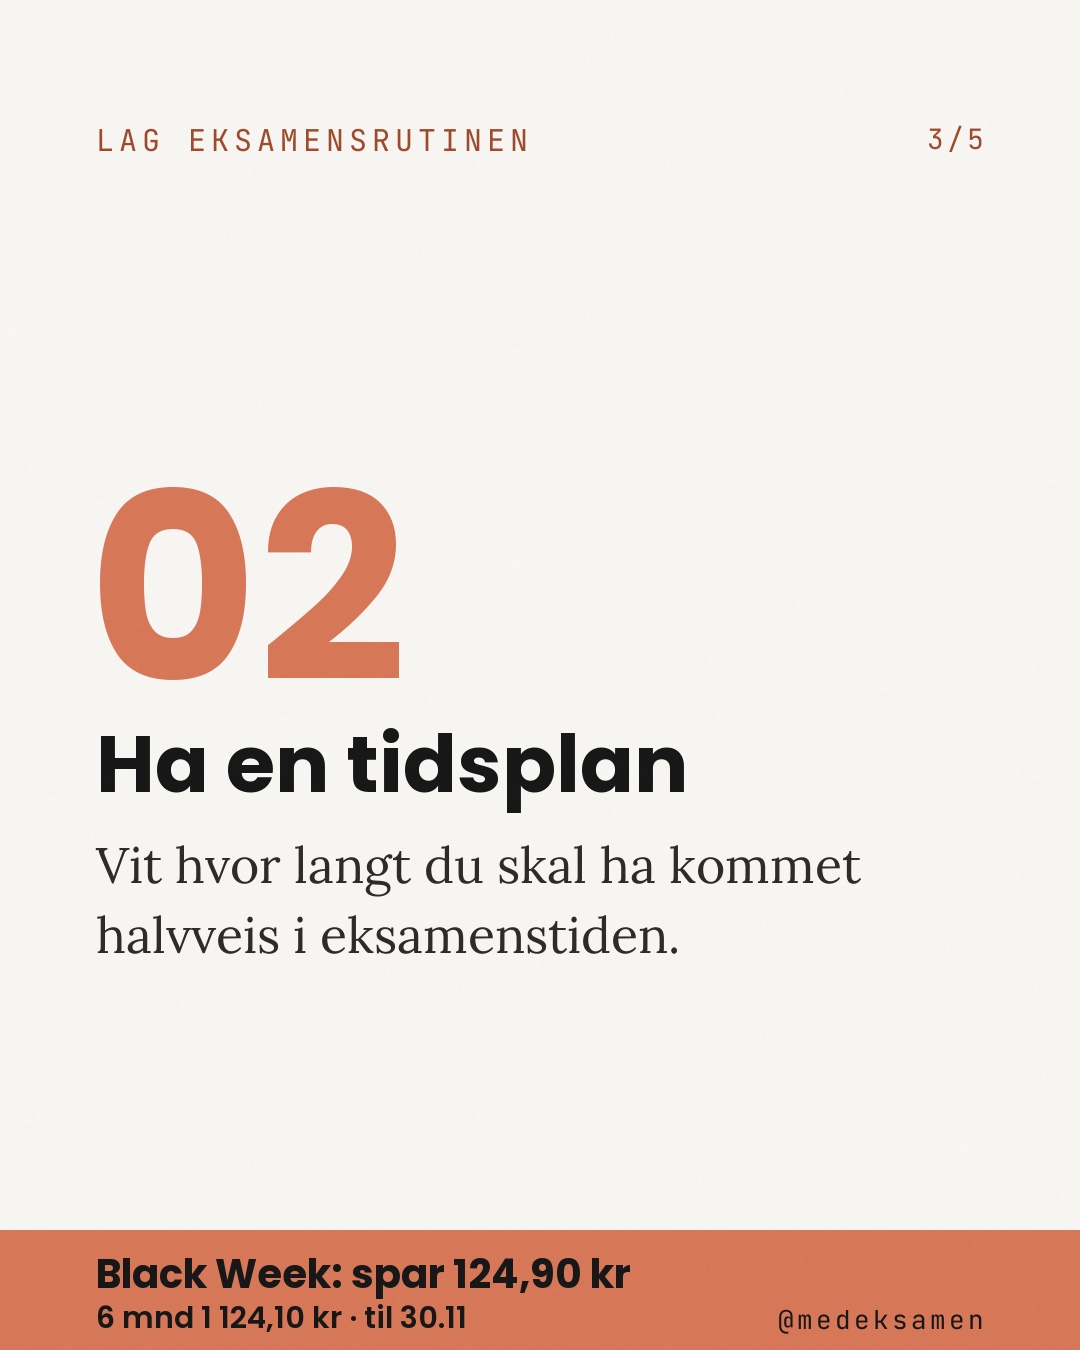 LAG EKSAMENSRUTINEN
3/5
02
Ha en tidsplan
Vit hvor langt du skal ha kommet
halvveis i eksamenstiden.
Black Week: spar 124,90 kr
6 mnd 1 124,10 kr · til 30.11
@medeksamen